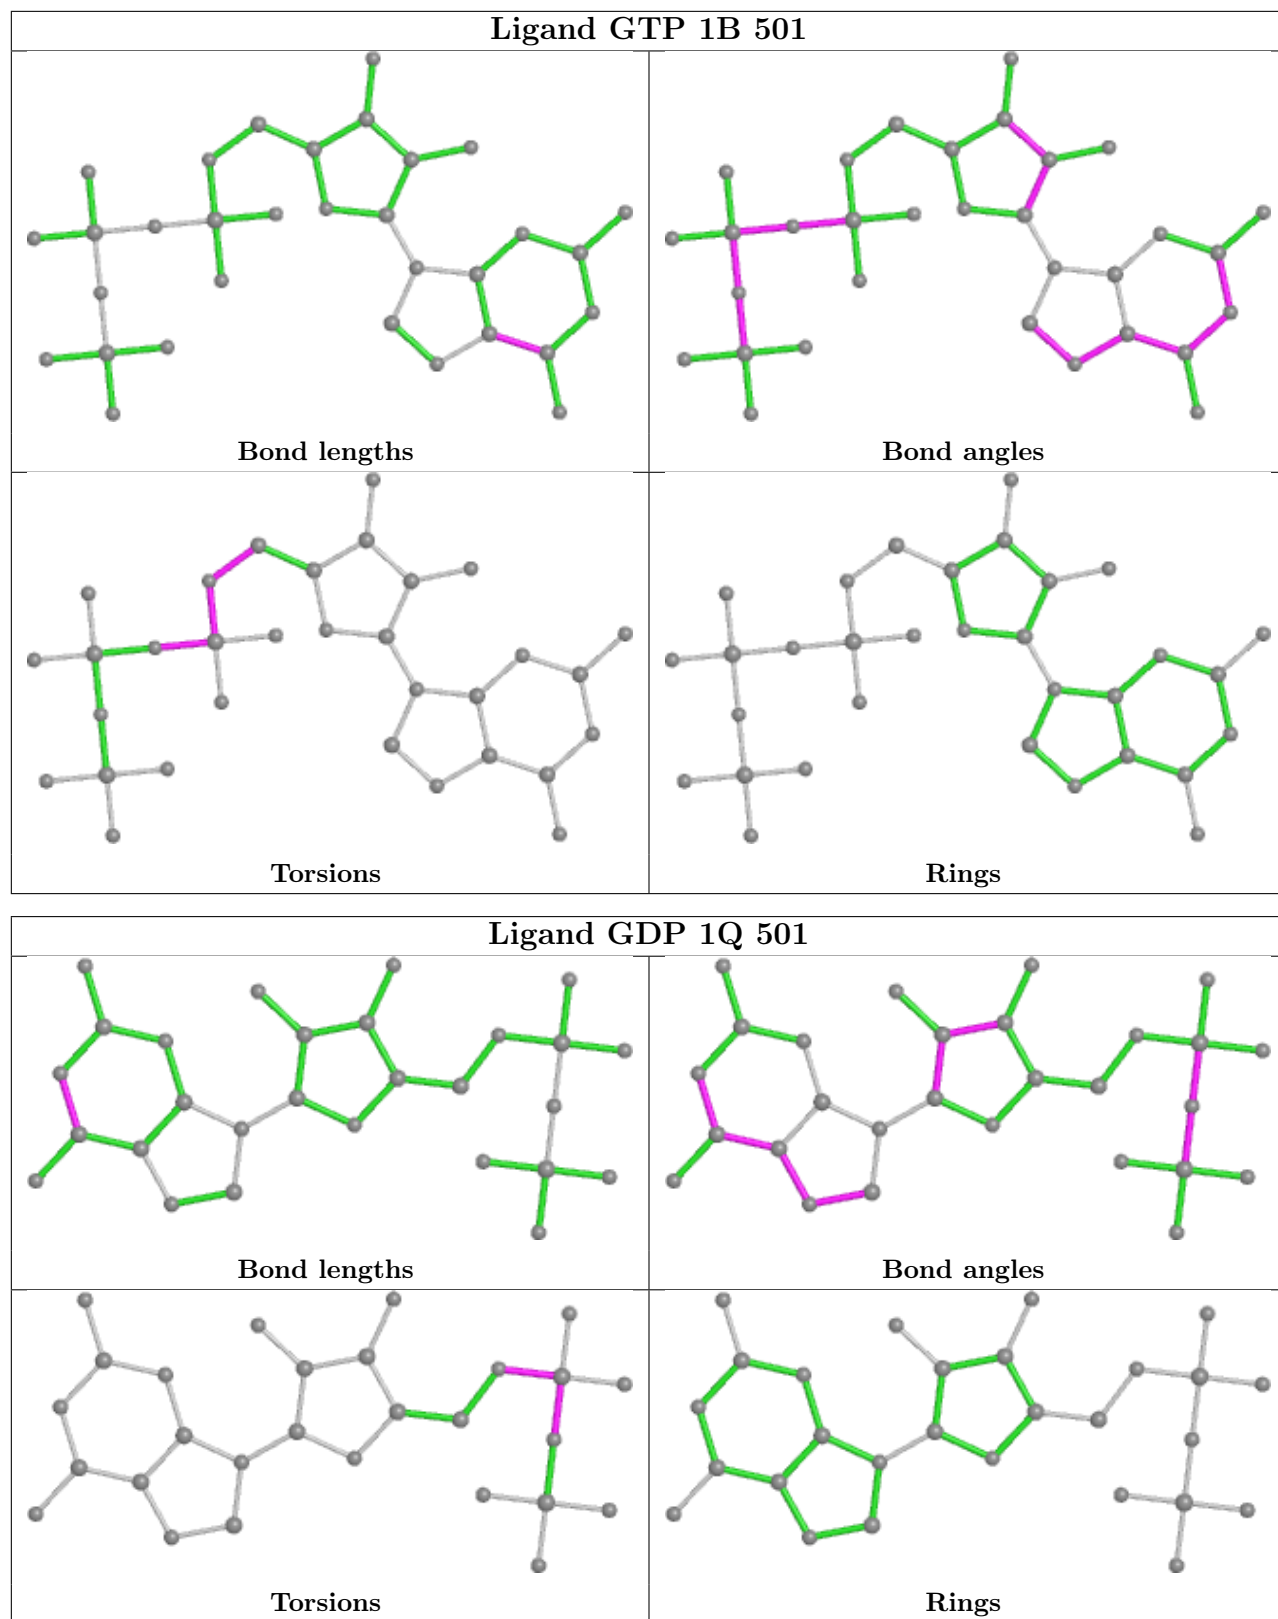 Ligand GTP 1B 501
Bond lengths
Bond angles
Torsions
Rings
Ligand GDP 1Q 501
Bond lengths
Bond angles
Torsions
Rings